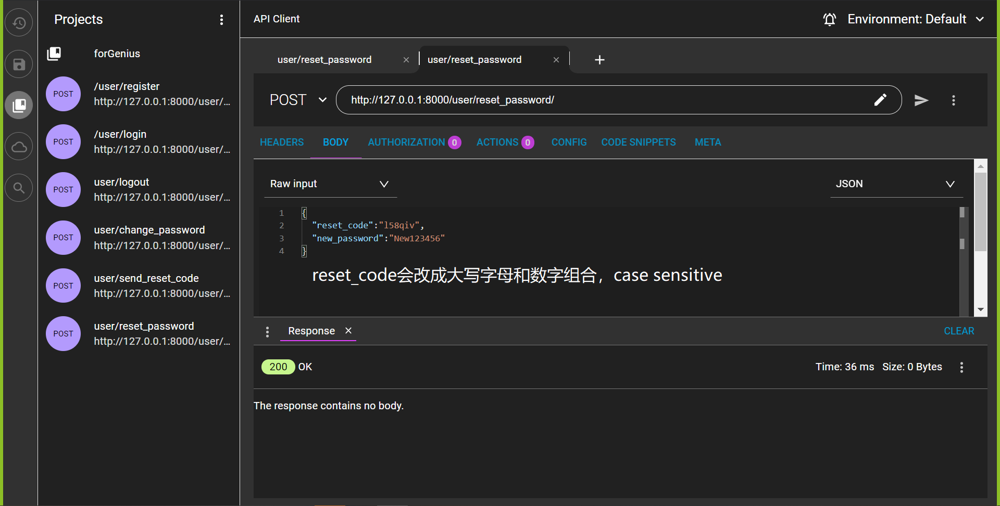 Projects
forGenius
POST
/user/register
http://127.0.0.1:8000/user/...
POST
/user/login
http://127.0.0.1:8000/user/...
POST
user/logout
http://127.0.0.1:8000/user/...
POST
user/change_password
http://127.0.0.1:8000/user/...
POST
user/send_reset_code
http://127.0.0.1:8000/user/...
POST
user/reset_password
http://127.0.0.1:8000/user/...
API Client
Environment: Default
user/reset_password
user/reset_password
POST
http://127.0.0.1:8000/user/reset_password/
HEADERS BODY AUTHORIZATION 0 ACTIONS 0 CONFIG CODE SNIPPETS META
Raw input
JSON
1 {
2 "reset_code":"l58qiv",
3 "new_password":"New123456"
4 }
reset_code会改成大写字母和数字组合，case sensitive
Response
CLEAR
200 OK
Time: 36 ms Size: 0 Bytes
The response contains no body.